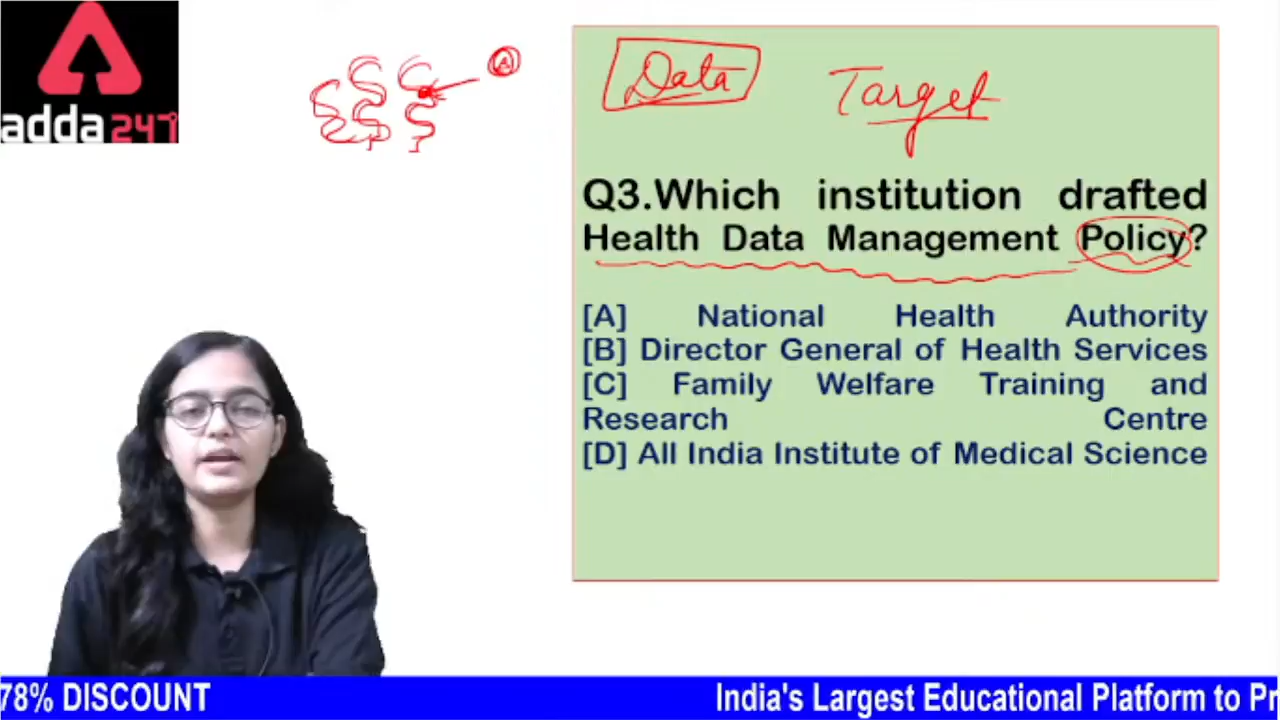 adda247
A
Data
Target
Q3.Which institution drafted
Health Data Management Policy?
[A] National Health Authority
[B] Director General of Health Services
[C] Family Welfare Training and
Research Centre
[D] All India Institute of Medical Science
78% DISCOUNT
India's Largest Educational Platform to Pr